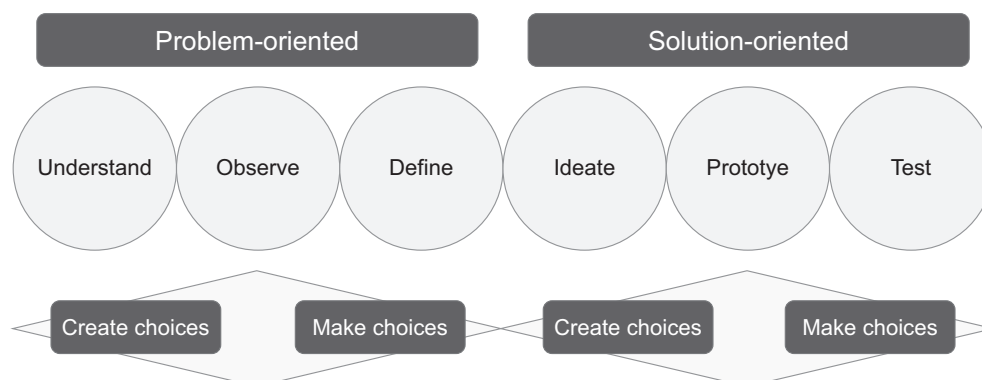 Problem-oriented
Solution-oriented
Understand
Observe
Define
Ideate
Prototye
Test
Create choices
Make choices
Create choices
Make choices